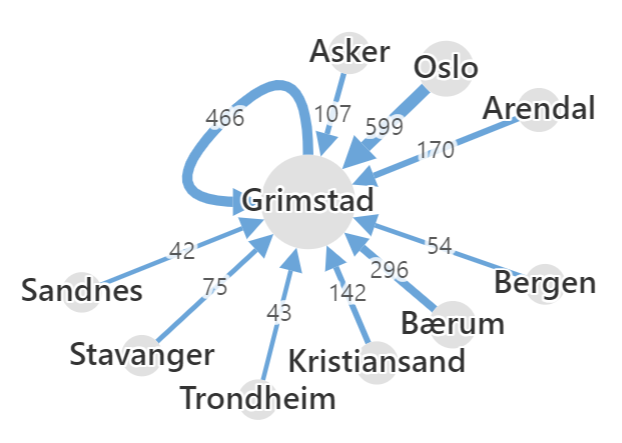 Asker
Oslo
Arendal
466
107
599
170
Grimstad
42
54
75
296
43
142
Sandnes
Bergen
Bærum
Stavanger
Kristiansand
Trondheim